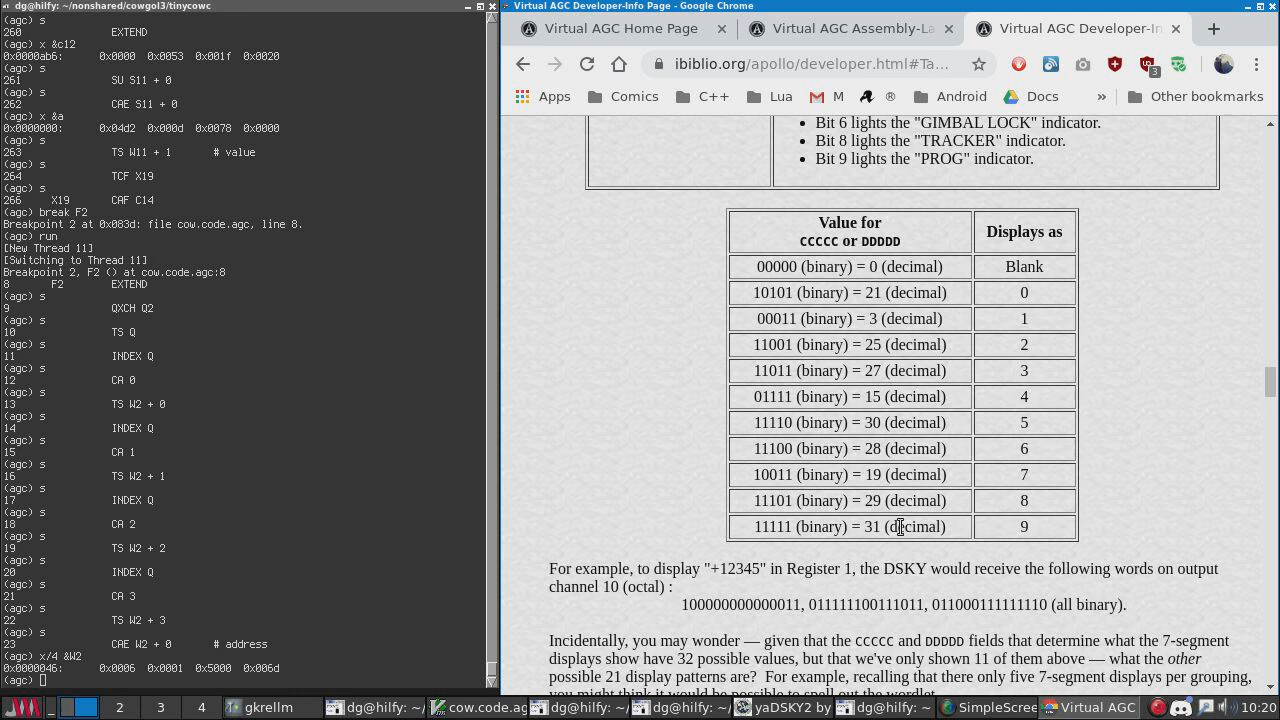 dg@hilfy: ~/nonshared/cowgol3/tinycowc
(agc) s
260 EXTEND
(agc) x &c12
0x0000ab6: 0x0000 0x0053 0x001f 0x0020
(agc) s
261 SU S11 + 0
(agc) s
262 CAE S11 + 0
(agc) x &a
0x0000000: 0x04d2 0x000d 0x0078 0x0000
(agc) s
263 TS W11 + 1 # value
(agc) s
264 TCF X19
(agc) s
266 X19 CAF C14
(agc) break F2
Breakpoint 2 at 0x083d: file cow.code.agc, line 8.
(agc) run
[New Thread 11]
[Switching to Thread 11]
Breakpoint 2, F2 () at cow.code.agc:8
8 F2 EXTEND
(agc) s
9 QXCH Q2
(agc) s
10 TS Q
(agc) s
11 INDEX Q
(agc) s
12 CA 0
(agc) s
13 TS W2 + 0
(agc) s
14 INDEX Q
(agc) s
15 CA 1
(agc) s
16 TS W2 + 1
(agc) s
17 INDEX Q
(agc) s
18 CA 2
(agc) s
19 TS W2 + 2
(agc) s
20 INDEX Q
(agc) s
21 CA 3
(agc) s
22 TS W2 + 3
(agc) s
23 CAE W2 + 0 # address
(agc) x/4 &W2
0x0000046: 0x0006 0x0001 0x5000 0x006d
(agc)
Virtual AGC Developer-Info Page - Google Chrome
Virtual AGC Home Page
Virtual AGC Assembly-La
Virtual AGC Developer-In
ibiblio.org/apollo/developer.html#Ta...
3
Apps Comics C++ Lua M ® Android Docs » Other bookmarks
Bit 6 lights the "GIMBAL LOCK" indicator.
Bit 8 lights the "TRACKER" indicator.
Bit 9 lights the "PROG" indicator.
Value for
CCCCC or DDDDD
Displays as
00000 (binary) = 0 (decimal) Blank
10101 (binary) = 21 (decimal) 0
00011 (binary) = 3 (decimal) 1
11001 (binary) = 25 (decimal) 2
11011 (binary) = 27 (decimal) 3
01111 (binary) = 15 (decimal) 4
11110 (binary) = 30 (decimal) 5
11100 (binary) = 28 (decimal) 6
10011 (binary) = 19 (decimal) 7
11101 (binary) = 29 (decimal) 8
11111 (binary) = 31 (decimal) 9
For example, to display "+12345" in Register 1, the DSKY would receive the following words on output
channel 10 (octal) :
100000000000011, 011111100111011, 011000111111110 (all binary).
Incidentally, you may wonder — given that the CCCCC and DDDDD fields that determine what the 7-segment
displays show have 32 possible values, but that we've only shown 11 of them above — what the other
possible 21 display patterns are? For example, recalling that there only five 7-segment displays per grouping,
you might think it would be possible to spell out the wordlet
2 3 4 gkrellm dg@hilfy: ~/ cow.code.ag dg@hilfy: ~/ dg@hilfy: ~/ yaDSKY2 by dg@hilfy: ~ SimpleScree Virtual AGC 10:20